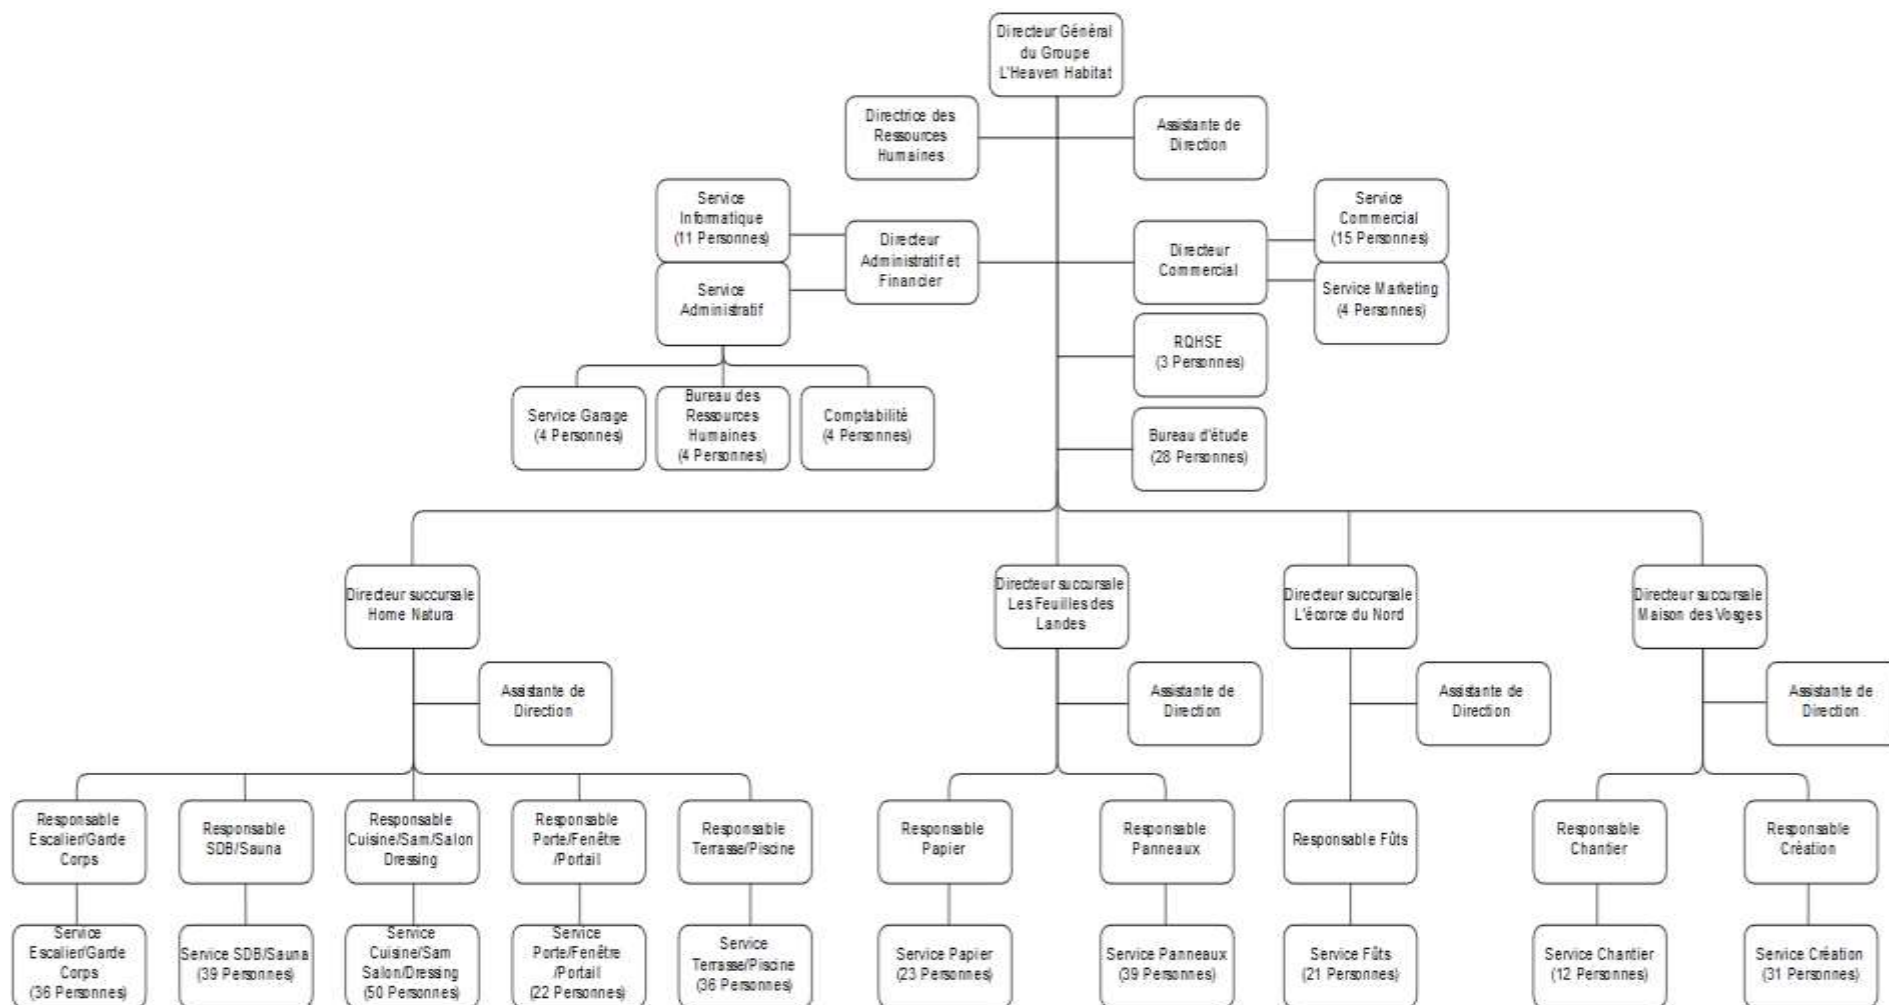 Directeur Général
du Groupe
L'Heaven Habitat
Directrice des
Ressources
Humaines
Assistante de
Direction
Service
Informatique
(11 Personnes)
Service
Commercial
(15 Personnes)
Directeur
Administratif et
Financier
Directeur
Commercial
Service
Administratif
Service Marketing
(4 Personnes)
RQHSE
(3 Personnes)
Service Garage
(4 Personnes)
Bureau des
Ressources
Humaines
(4 Personnes)
Comptabilité
(4 Personnes)
Bureau d'étude
(28 Personnes)
Directeur succursale
Home Natura
Directeur succursale
Les Feuilles des
Landes
Directeur succursale
L'écorce du Nord
Directeur succursale
Maison des Vosges
Assistante de
Direction
Assistante de
Direction
Assistante de
Direction
Assistante de
Direction
Responsable
Escalier/Garde
Corps
Responsable
SDB/Sauna
Responsable
Cuisine/Sam/Salon
Dressing
Responsable
Porte/Fenêtre
/Portail
Responsable
Terrasse/Piscine
Responsable
Papier
Responsable
Panneaux
Responsable Fûts
Responsable
Chantier
Responsable
Création
Service
Escalier/Garde
Corps
(36 Personnes)
Service SDB/Sauna
(39 Personnes)
Service
Cuisine/Sam
Salon/Dressing
(50 Personnes)
Service
Porte/Fenêtre
/Portail
(22 Personnes)
Service
Terrasse/Piscine
(36 Personnes)
Service Papier
(23 Personnes)
Service Panneaux
(39 Personnes)
Service Fûts
(21 Personnes)
Service Chantier
(12 Personnes)
Service Création
(31 Personnes)